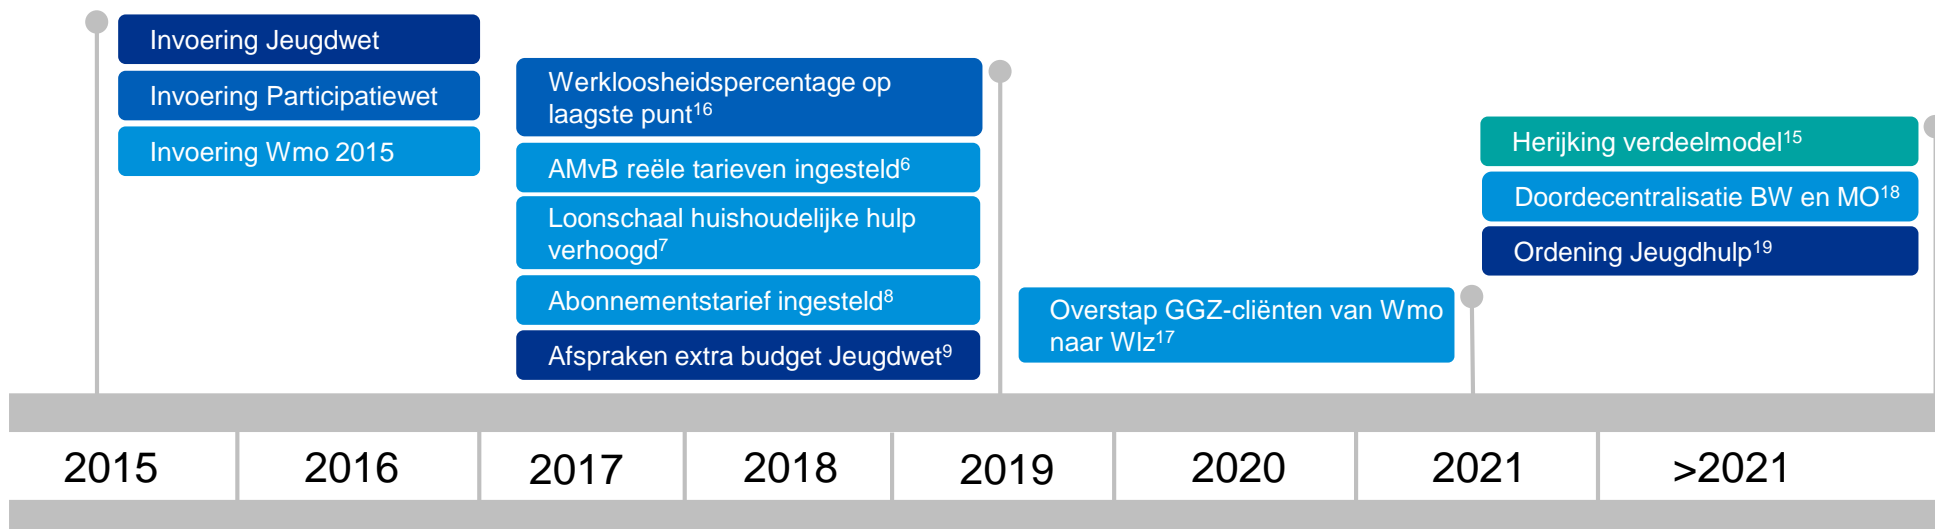 Invoering Jeugdwet
Invoering Participatiewet
Invoering Wmo 2015
Werkloosheidspercentage op
laagste punt16
AMvB reële tarieven ingesteld6
Loonschaal huishoudelijke hulp
verhoogd7
Abonnementstarief ingesteld8
Afspraken extra budget Jeugdwet9
Overstap GGZ-cliënten van Wmo
naar Wlz17
Herijking verdeelmodel15
Doordecentralisatie BW en MO18
Ordening Jeugdhulp19
2015 2016 2017 2018 2019 2020 2021 >2021